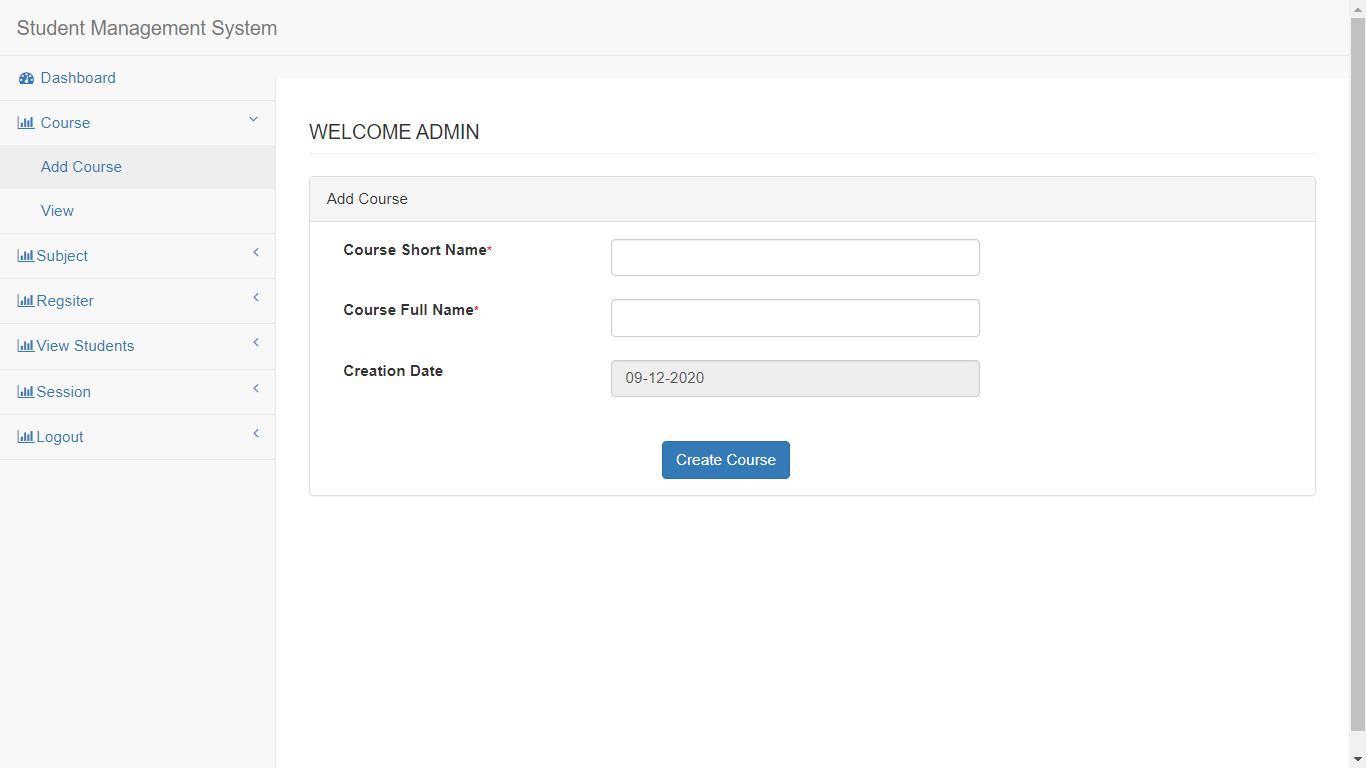 Student Management System
Dashboard
Course
Add Course
View
Subject
Regsiter
View Students
Session
Logout
WELCOME ADMIN
Add Course
Course Short Name*
Course Full Name*
Creation Date
09-12-2020
Create Course